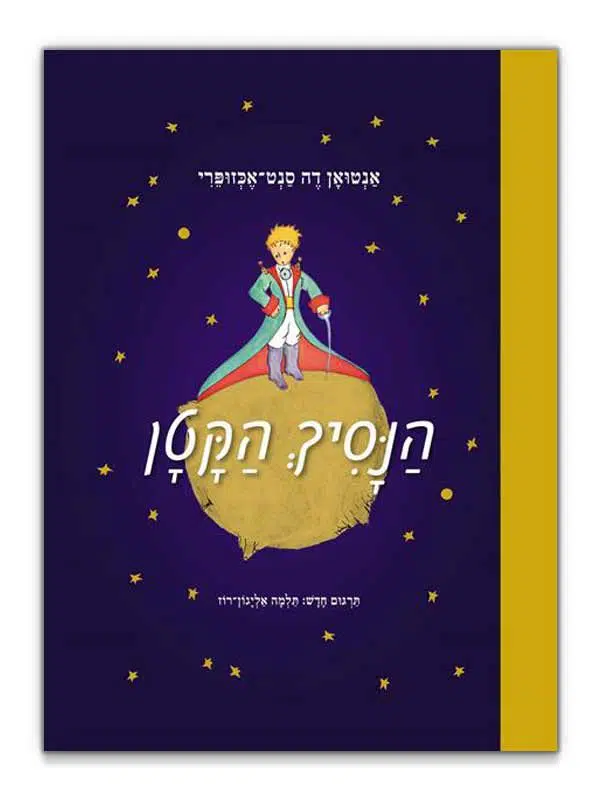 אַנְטוּאָן דֶה סַנְט־אֶכְּזוּפֵּרִי
הַנָּסִיךְ הַקָּטָן
תִּרְגּוּם חָדָשׁ: תַּלְמָה אֵלְיָגוֹן־רוֹז